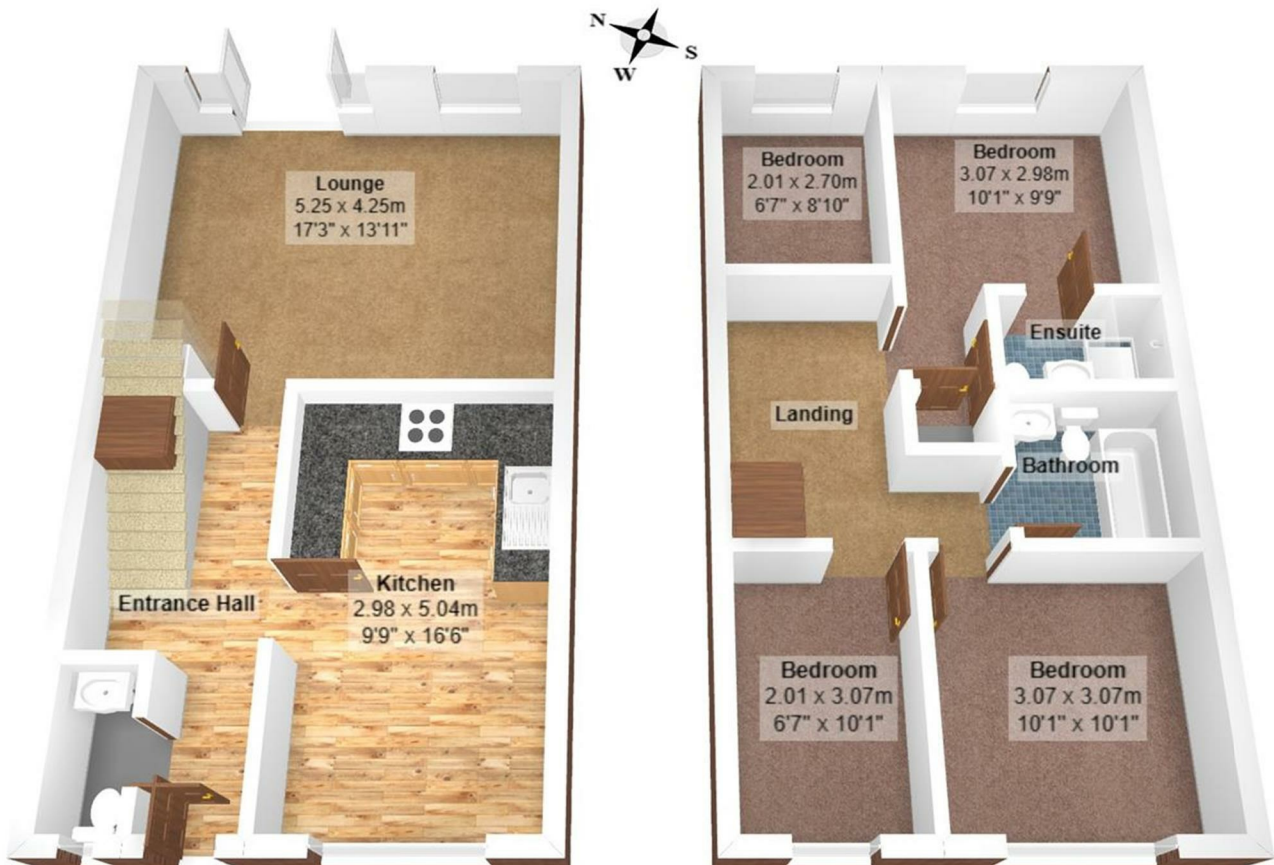 N
S
W
Lounge
5.25 x 4.25m
17'3" x 13'11"
Kitchen
2.98 x 5.04m
9'9" x 16'6"
Entrance Hall
Bedroom
2.01 x 2.70m
6'7" x 8'10"
Bedroom
3.07 x 2.98m
10'1" x 9'9"
Ensuite
Landing
Bathroom
Bedroom
2.01 x 3.07m
6'7" x 10'1"
Bedroom
3.07 x 3.07m
10'1" x 10'1"